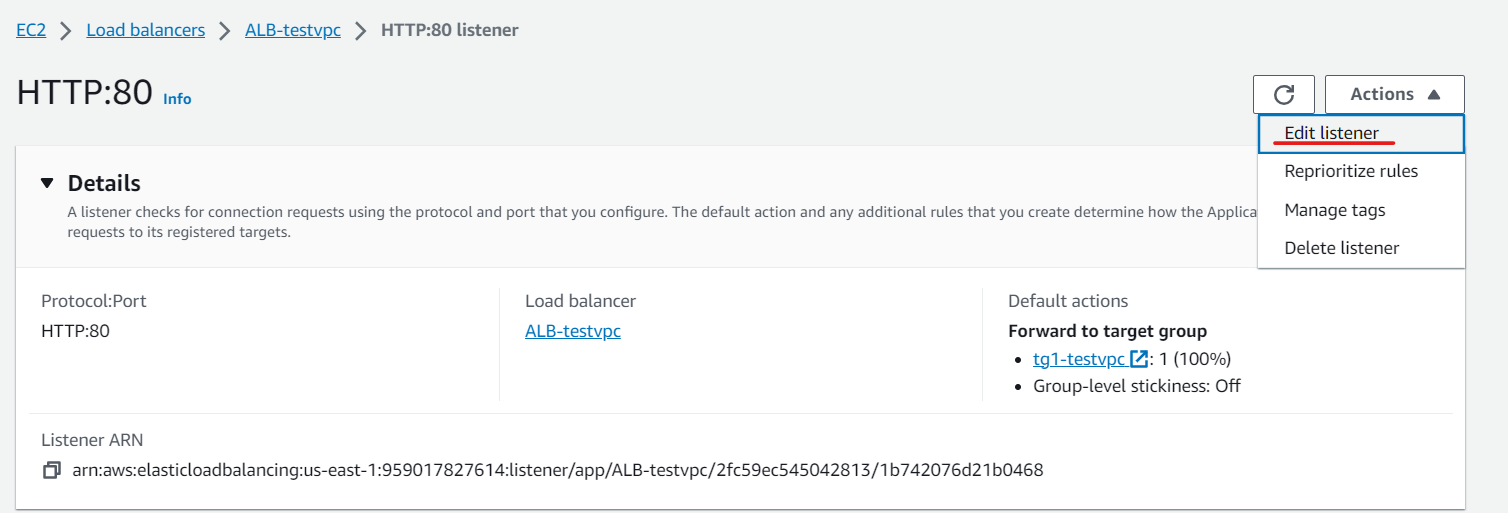 EC2 > Load balancers > ALB-testvpc > HTTP:80 listener
HTTP:80 Info
Actions
Edit listener
Reprioritize rules
Manage tags
Delete listener
Details
A listener checks for connection requests using the protocol and port that you configure. The default action and any additional rules that you create determine how the Applica
requests to its registered targets.
Protocol:Port
HTTP:80
Load balancer
ALB-testvpc
Default actions
Forward to target group
• tg1-testvpc : 1 (100%)
• Group-level stickiness: Off
Listener ARN
arn:aws:elasticloadbalancing:us-east-1:959017827614:listener/app/ALB-testvpc/2fc59ec545042813/1b742076d21b0468